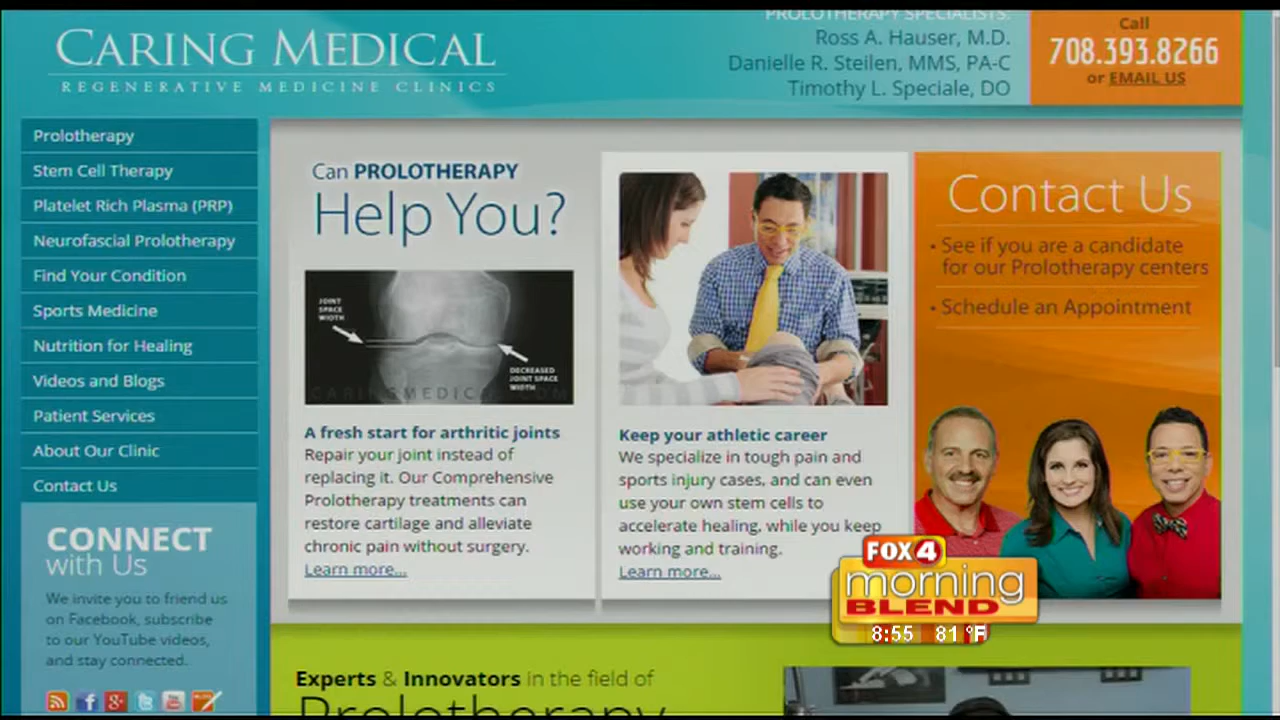 CARING MEDICAL
REGENERATIVE MEDICINE CLINICS
PROLOTHERAPY SPECIALISTS:
Ross A. Hauser, M.D.
Danielle R. Steilen, MMS, PA-C
Timothy L. Speciale, DO
Call
708.393.8266
or EMAIL US
Prolotherapy
Stem Cell Therapy
Platelet Rich Plasma (PRP)
Neurofascial Prolotherapy
Find Your Condition
Sports Medicine
Nutrition for Healing
Videos and Blogs
Patient Services
About Our Clinic
Contact Us
CONNECT
with Us
We invite you to friend us
on Facebook, subscribe
to our YouTube videos,
and stay connected.
Can PROLOTHERAPY
Help You?
JOINT
SPACE
WIDTH
DECREASED
JOINT SPACE
WIDTH
CARINGMEDICAL.COM
A fresh start for arthritic joints
Repair your joint instead of
replacing it. Our Comprehensive
Prolotherapy treatments can
restore cartilage and alleviate
chronic pain without surgery.
Learn more...
Keep your athletic career
We specialize in tough pain and
sports injury cases, and can even
use your own stem cells to
accelerate healing, while you keep
working and training.
Learn more...
Contact Us
• See if you are a candidate
for our Prolotherapy centers
• Schedule an Appointment
FOX 4
morning
BLEND
8:55 81 °F
Experts & Innovators in the field of
Prolotherapy